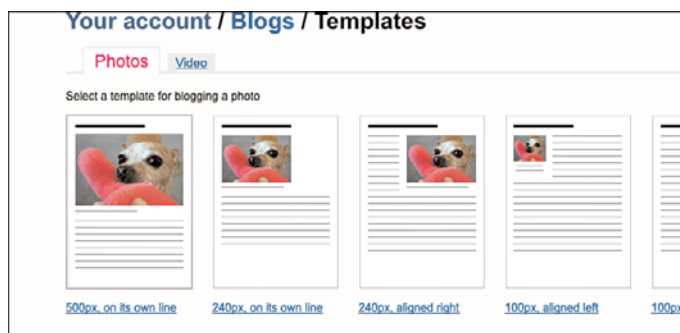 Your account / Blogs / Templates
Photos Video
Select a template for blogging a photo
500px, on its own line 240px, on its own line 240px, aligned right 100px, aligned left 100px